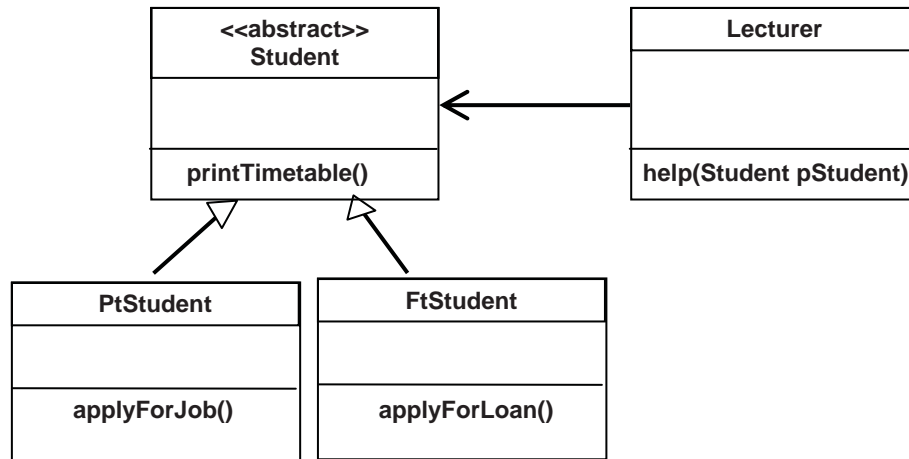 <<abstract>>
Student
printTimetable()
Lecturer
help(Student pStudent)
PtStudent
applyForJob()
FtStudent
applyForLoan()